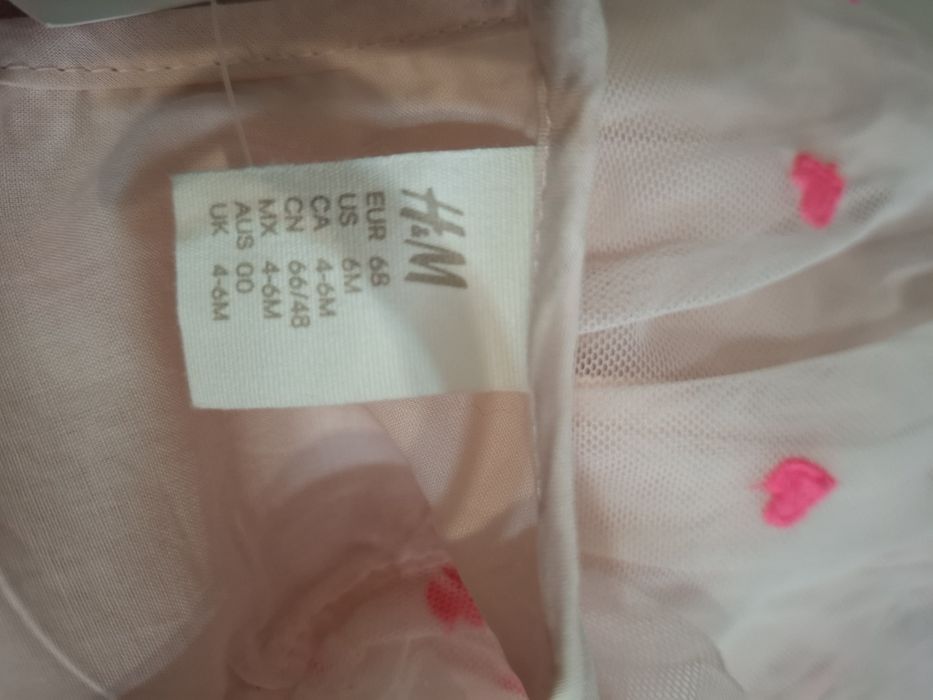 H&M
EUR 68
US 6M
CA 4-6M
CN 66/48
MX 4-6M
AUS 00
UK 4-6M